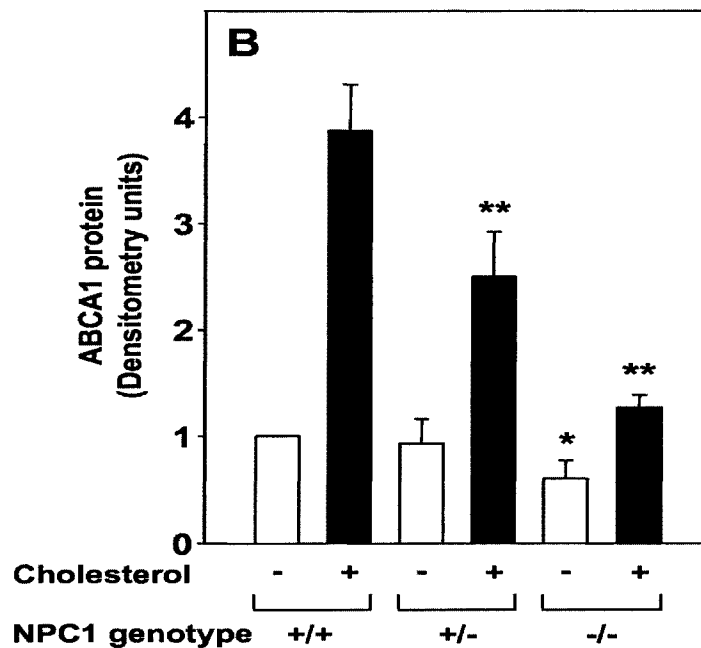 B
ABCA1 protein
(Densitometry units)
4
3
2
1
0
**
*
**
Cholesterol - + - + - +
NPC1 genotype +/+ +/- -/-